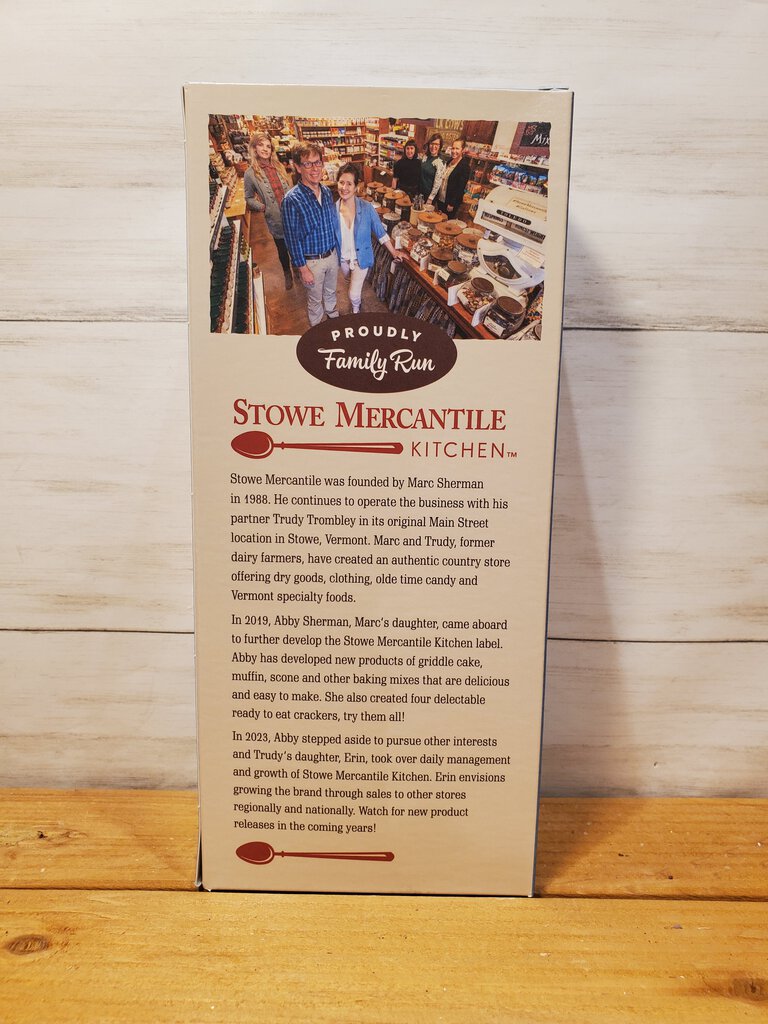 MIX
PROUDLY
Family Run
STOWE MERCANTILE
KITCHEN™
Stowe Mercantile was founded by Marc Sherman
in 1988. He continues to operate the business with his
partner Trudy Trombley in its original Main Street
location in Stowe, Vermont. Marc and Trudy, former
dairy farmers, have created an authentic country store
offering dry goods, clothing, olde time candy and
Vermont specialty foods.
In 2019, Abby Sherman, Marc's daughter, came aboard
to further develop the Stowe Mercantile Kitchen label.
Abby has developed new products of griddle cake,
muffin, scone and other baking mixes that are delicious
and easy to make. She also created four delectable
ready to eat crackers, try them all!
In 2023, Abby stepped aside to pursue other interests
and Trudy's daughter, Erin, took over daily management
and growth of Stowe Mercantile Kitchen. Erin envisions
growing the brand through sales to other stores
regionally and nationally. Watch for new product
releases in the coming years!